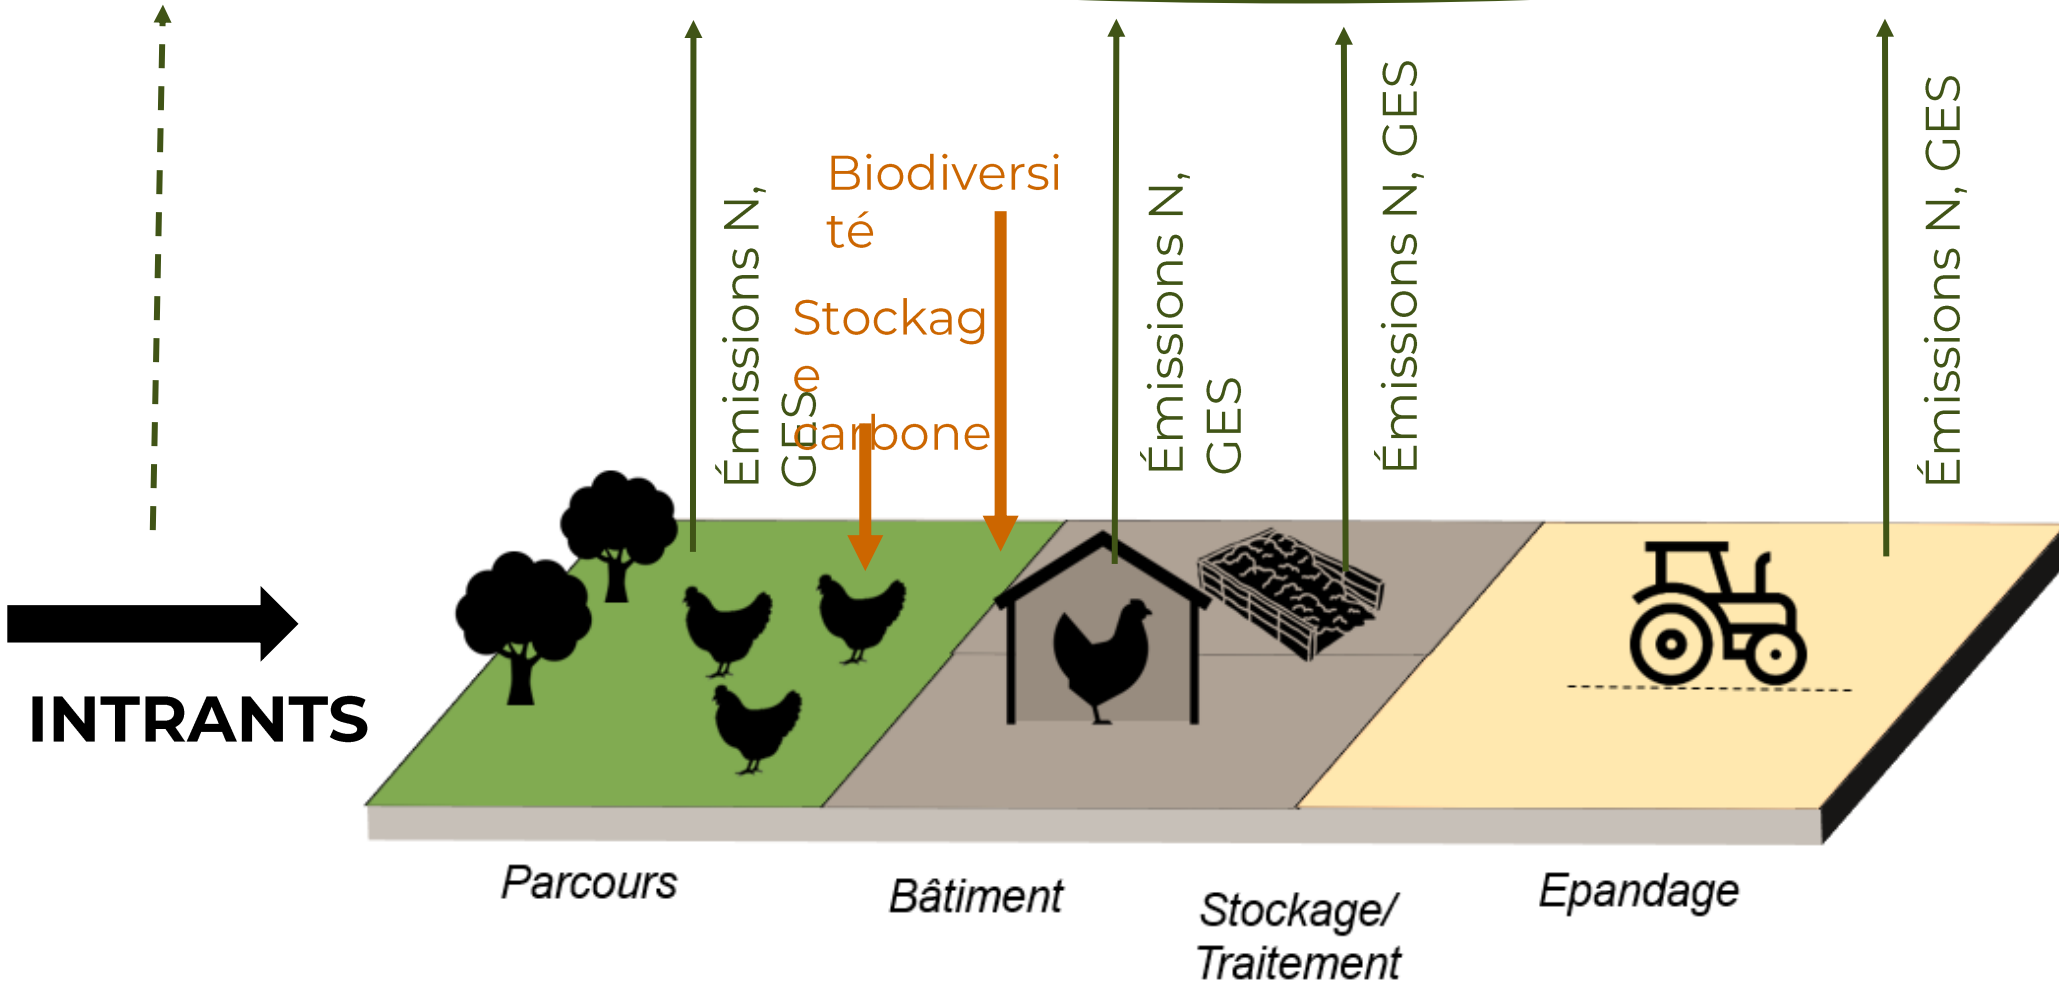 Émissions N,
GES
Biodiversi
té
Stockag
e
carbone
Émissions N,
GES
Émissions N, GES
Émissions N, GES
INTRANTS
Parcours
Bâtiment
Stockage/
Traitement
Epandage